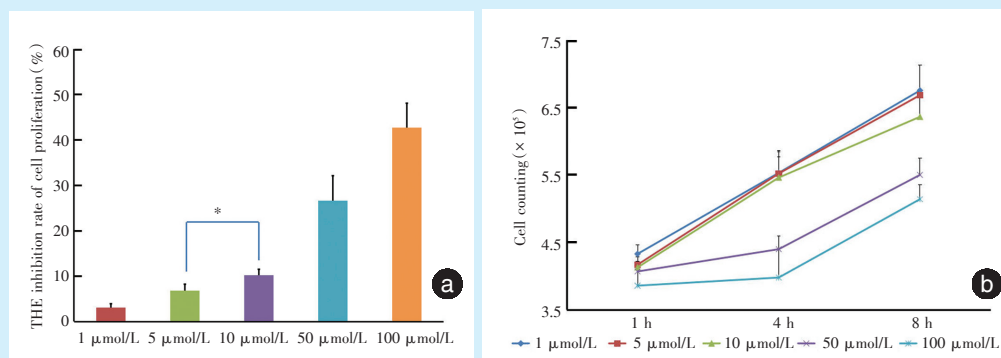 THE inhibition rate of cell proliferation(%)
60
50
40
30
20
10
0
*
1 μmol/L 5 μmol/L 10 μmol/L 50 μmol/L 100 μmol/L
a
Cell counting(× 10⁵)
7.5
6.5
5.5
4.5
3.5
1 h 4 h 8 h
1 μmol/L 5 μmol/L 10 μmol/L 50 μmol/L 100 μmol/L
b